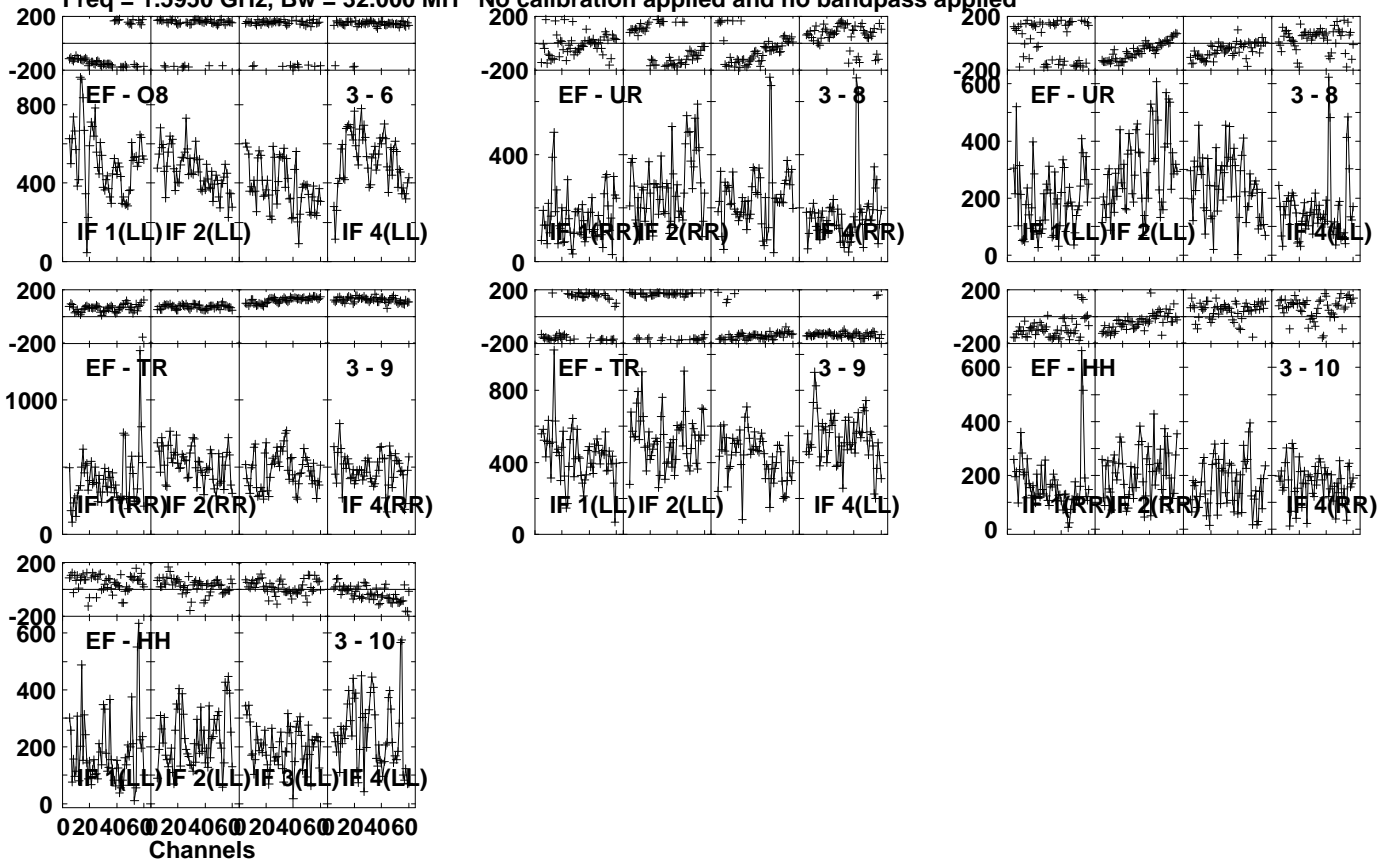 Freq = 1.5950 GHz, Bw = 32.000 MH No calibration applied and no bandpass applied
200
-200
800
400
0
EF - O8 3 - 6
IF 1(LL) IF 2(LL) IF 4(LL)
200
-200
400
0
EF - UR 3 - 8
IF 1(RR) IF 2(RR) IF 4(RR)
200
-200
600
400
200
0
EF - UR 3 - 8
IF 1(LL) IF 2(LL) IF 4(LL)
200
-200
1000
0
EF - TR 3 - 9
IF 1(RR) IF 2(RR) IF 4(RR)
200
-200
800
400
0
EF - TR 3 - 9
IF 1(LL) IF 2(LL) IF 4(LL)
200
-200
600
400
200
0
EF - HH 3 - 10
IF 1(RR) IF 2(RR) IF 4(RR)
200
-200
600
400
200
0
EF - HH 3 - 10
IF 1(LL) IF 2(LL) IF 3(LL) IF 4(LL)
0 20 40 60 0 20 40 60 0 20 40 60 0 20 40 60
Channels